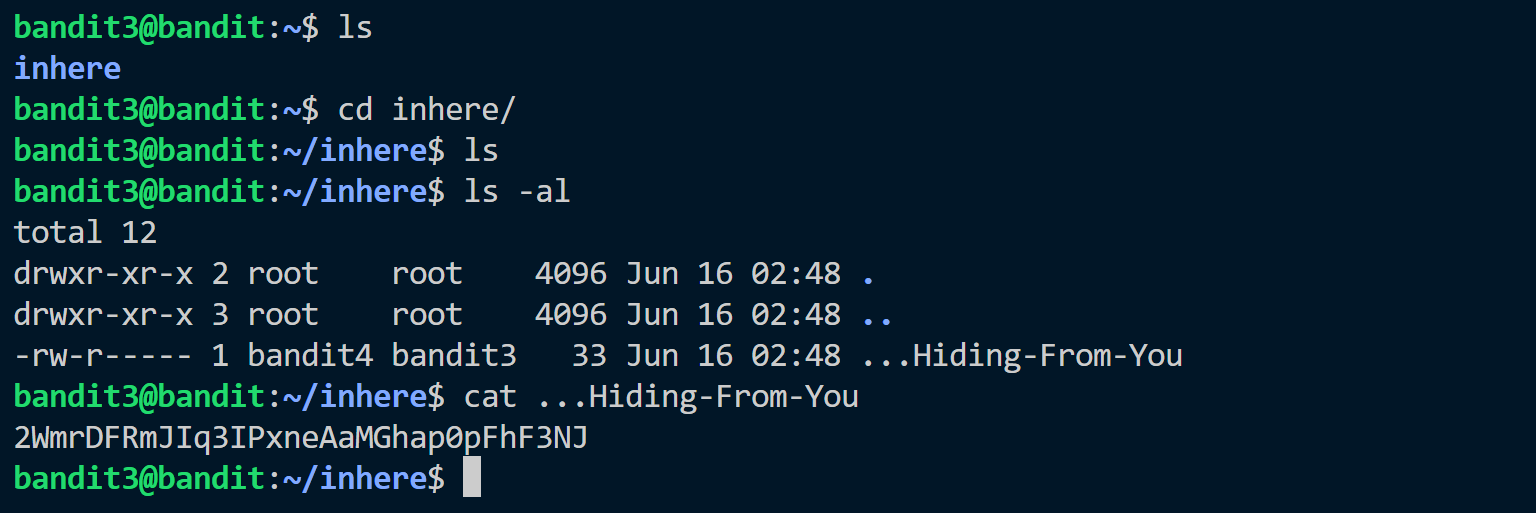 bandit3@bandit:~$ ls
inhere
bandit3@bandit:~$ cd inhere/
bandit3@bandit:~/inhere$ ls
bandit3@bandit:~/inhere$ ls -al
total 12
drwxr-xr-x 2 root    root    4096 Jun 16 02:48 .
drwxr-xr-x 3 root    root    4096 Jun 16 02:48 ..
-rw-r----- 1 bandit4 bandit3   33 Jun 16 02:48 ...Hiding-From-You
bandit3@bandit:~/inhere$ cat ...Hiding-From-You
2WmrDFRmJIq3IPxneAaMGhap0pFhF3NJ
bandit3@bandit:~/inhere$